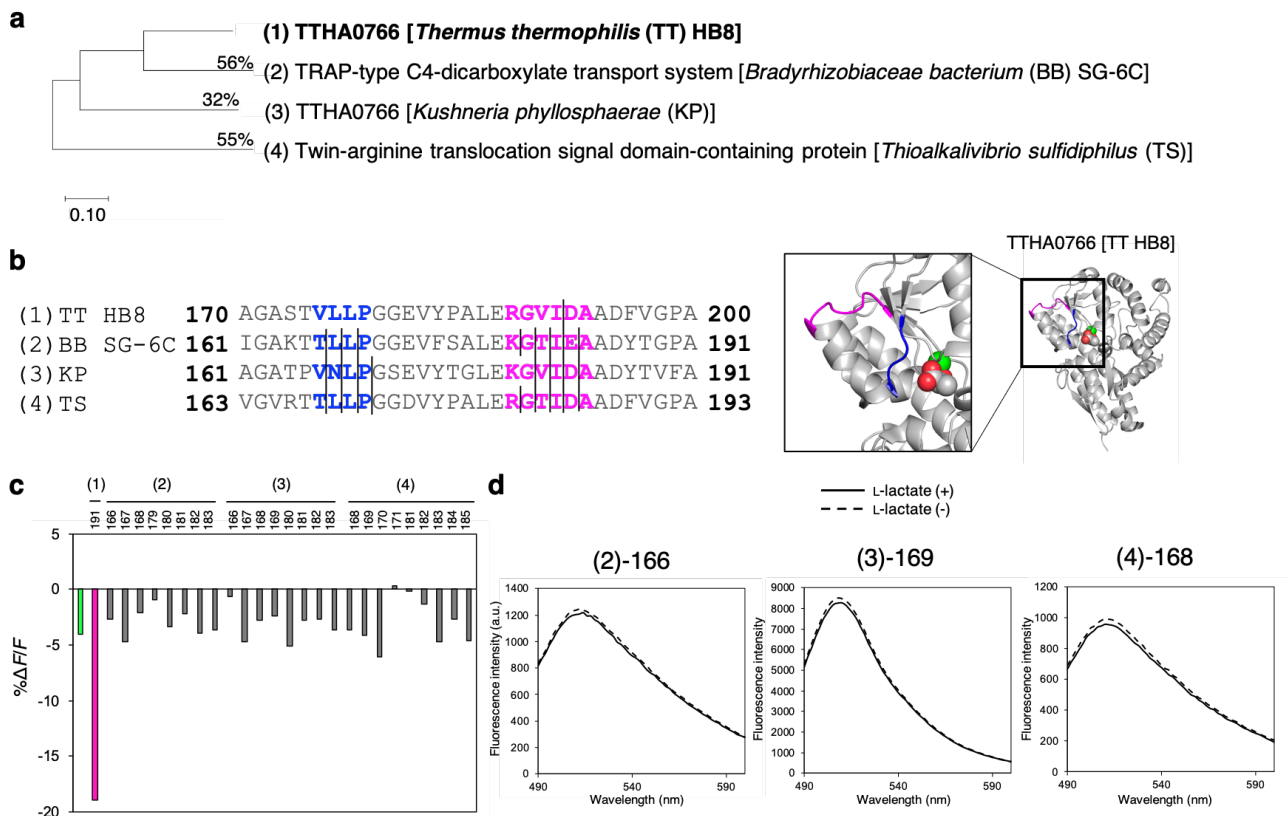 a
(1) TTHA0766 [Thermus thermophilis (TT) HB8]
56%
(2) TRAP-type C4-dicarboxylate transport system [Bradyrhizobiaceae bacterium (BB) SG-6C]
32%
(3) TTHA0766 [Kushneria phyllosphaerae (KP)]
55%
(4) Twin-arginine translocation signal domain-containing protein [Thioalkalivibrio sulfidiphilus (TS)]
0.10
b
TTHA0766 [TT HB8]
(1) TT HB8 170 AGASTVLLPGGEVYPALERGVIDAADFVGPA 200
(2) BB SG-6C 161 IGAKTTLLPGGEVFSALEKGTIEAADYTGPA 191
(3) KP 161 AGATPVNLPGSEVYTGLEKGVIDAADYTVFA 191
(4) TS 163 VGVRTTLLPGGDVYPALERGTIDAADFVGPA 193
c
(1) (2) (3) (4)
191 166 167 168 179 180 181 182 183 166 167 168 169 180 181 182 183 168 169 170 171 181 182 183 184 185
%ΔF/F
5
0
-5
-10
-15
-20
d
L-lactate (+)
L-lactate (-)
(2)-166
Fluorescence intensity (a.u.)
1400
1200
1000
800
600
400
200
0
490 540 590
Wavelength (nm)
(3)-169
Fluorescence intensity
9000
8000
7000
6000
5000
4000
3000
2000
1000
0
490 540 590
Wavelength (nm)
(4)-168
Fluorescence intensity
1200
1000
800
600
400
200
0
490 540 590
Wavelength (nm)